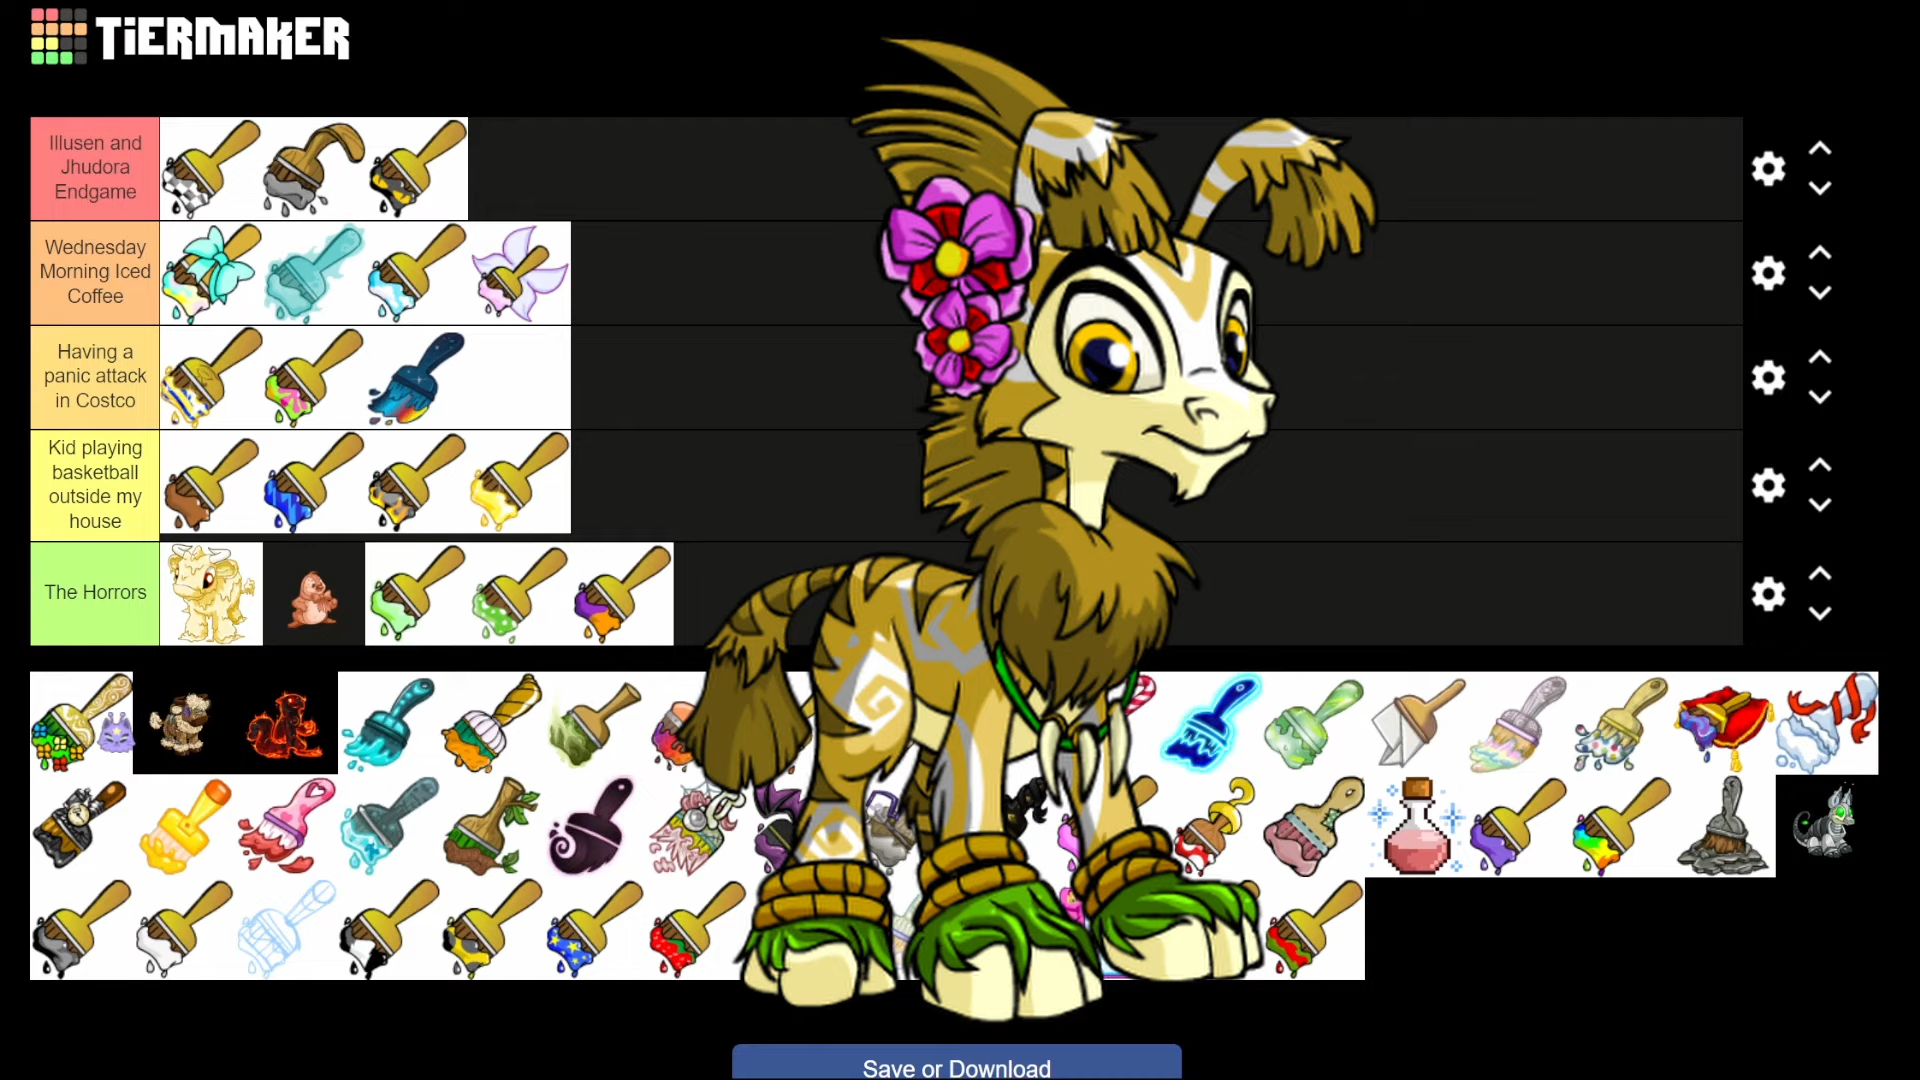 TiERMAKER
Illusen and
Jhudora
Endgame
Wednesday
Morning Iced
Coffee
Having a
panic attack
in Costco
Kid playing
basketball
outside my
house
The Horrors
Save or Download